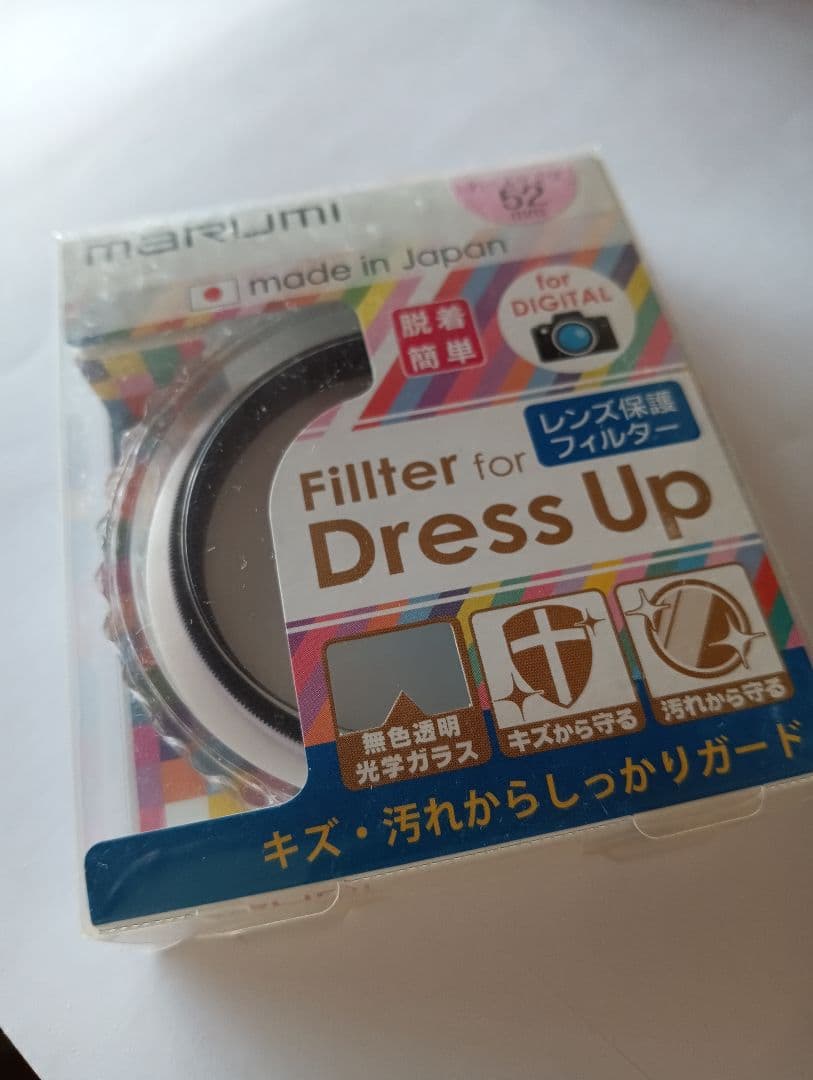 marumi
52
mm
made in Japan
for
DIGITAL
脱着
簡単
レンズ保護
フィルター
Fillter for
Dress Up
無色透明
光学ガラス
キズから守る
汚れから守る
キズ・汚れからしっかりガード